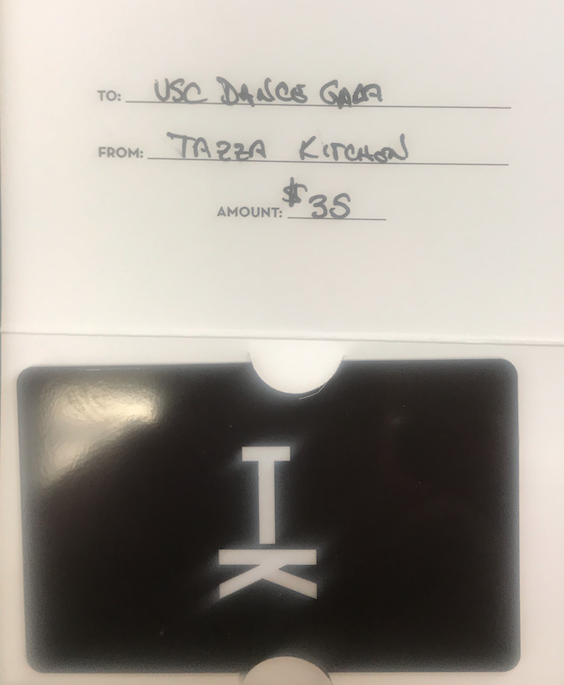 TO: USC DANCE GALA
FROM: TAZZA KITCHEN
AMOUNT: $35
TK